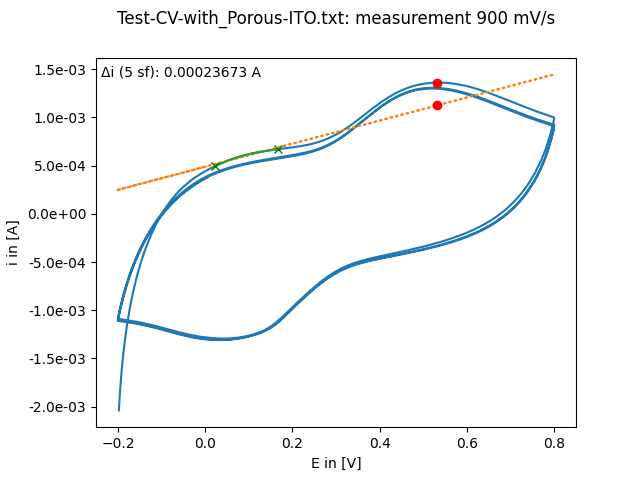 Test-CV-with_Porous-ITO.txt: measurement 900 mV/s
Δi (5 sf): 0.00023673 A
1.5e-03
1.0e-03
5.0e-04
0.0e+00
-5.0e-04
-1.0e-03
-1.5e-03
-2.0e-03
i in [A]
−0.2 0.0 0.2 0.4 0.6 0.8
E in [V]